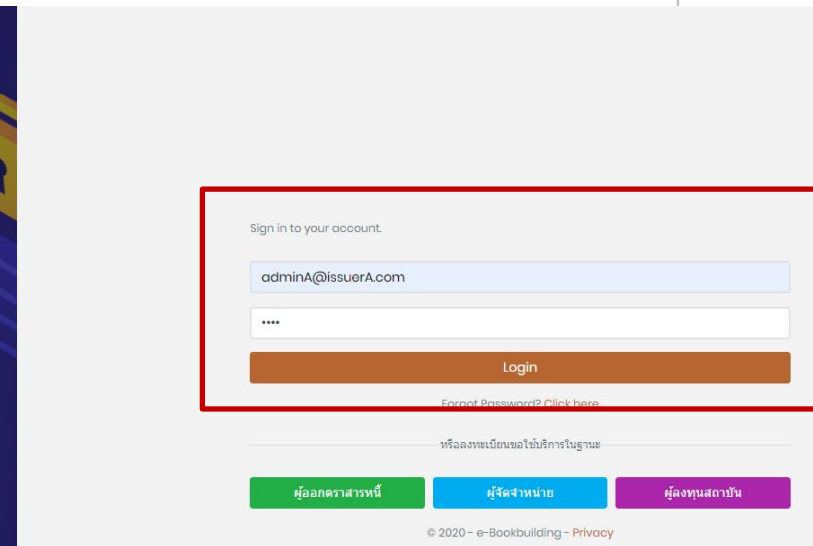 Sign in to your account.
adminA@issuerA.com
••••
Login
Forgot Password? Click here
หรือลงทะเบียนขอใช้บริการในฐานะ
ผู้ออกตราสารหนี้ ผู้จัดจำหน่าย ผู้ลงทุนสถาบัน
© 2020 - e-Bookbuilding - Privacy